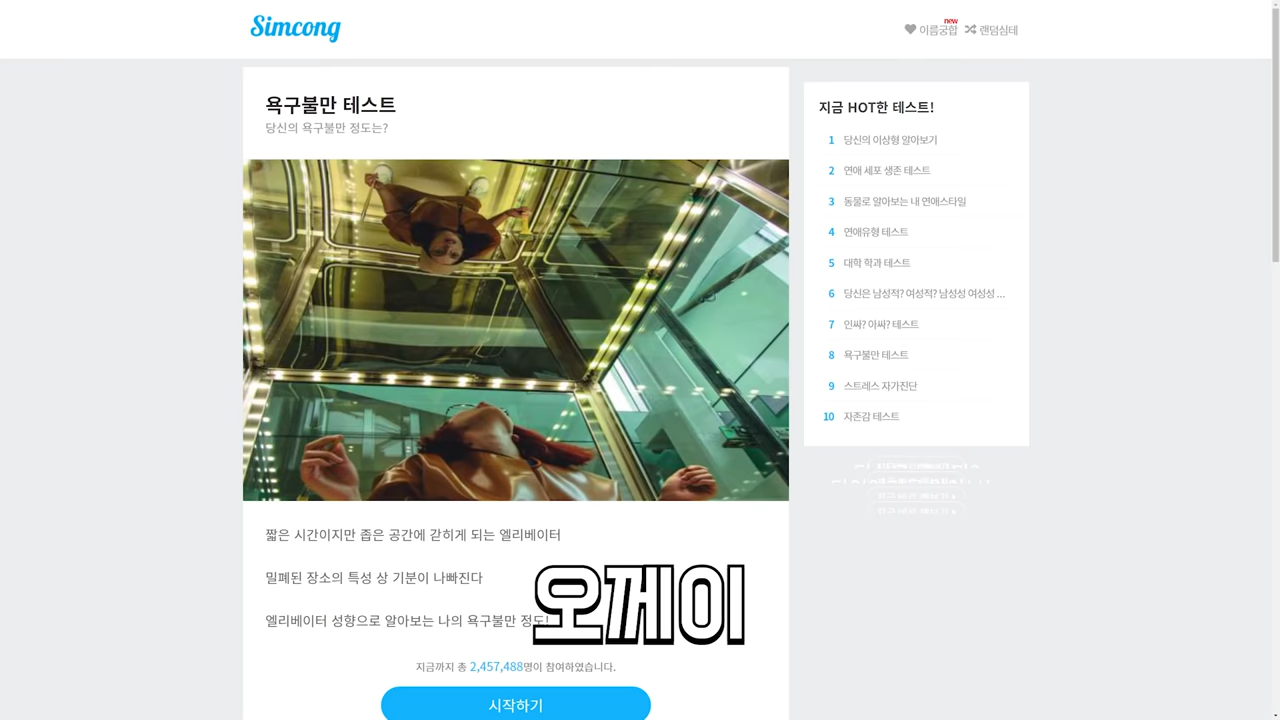 Simcong
new
이름궁합
랜덤심테
욕구불만 테스트
당신의 욕구불만 정도는?
짧은 시간이지만 좁은 공간에 갇히게 되는 엘리베이터
밀폐된 장소의 특성 상 기분이 나빠진다
엘리베이터 성향으로 알아보는 나의 욕구불만 정도!
오께이
지금까지 총 2,457,488명이 참여하였습니다.
시작하기
지금 HOT한 테스트!
1 당신의 이상형 알아보기
2 연애 세포 생존 테스트
3 동물로 알아보는 내 연애스타일
4 연애유형 테스트
5 대학 학과 테스트
6 당신은 남성적? 여성적? 남성성 여성성 ...
7 인싸? 아싸? 테스트
8 욕구불만 테스트
9 스트레스 자가진단
10 자존감 테스트